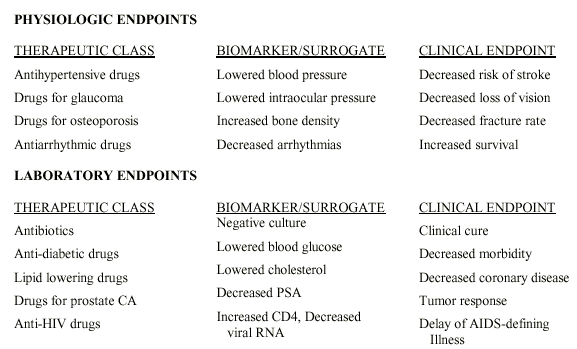 PHYSIOLOGIC ENDPOINTS
THERAPEUTIC CLASS BIOMARKER/SURROGATE CLINICAL ENDPOINT
Antihypertensive drugs Lowered blood pressure Decreased risk of stroke
Drugs for glaucoma Lowered intraocular pressure Decreased loss of vision
Drugs for osteoporosis Increased bone density Decreased fracture rate
Antiarrhythmic drugs Decreased arrhythmias Increased survival
LABORATORY ENDPOINTS
THERAPEUTIC CLASS BIOMARKER/SURROGATE CLINICAL ENDPOINT
Antibiotics Negative culture Clinical cure
Anti-diabetic drugs Lowered blood glucose Decreased morbidity
Lipid lowering drugs Lowered cholesterol Decreased coronary disease
Drugs for prostate CA Decreased PSA Tumor response
Anti-HIV drugs Increased CD4, Decreased Delay of AIDS-defining
viral RNA Illness